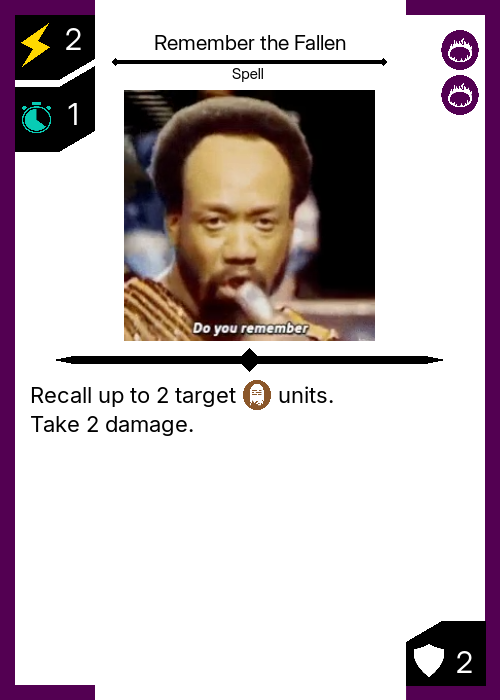 2
Remember the Fallen
Spell
1
Do you remember
Recall up to 2 target units.
Take 2 damage.
2